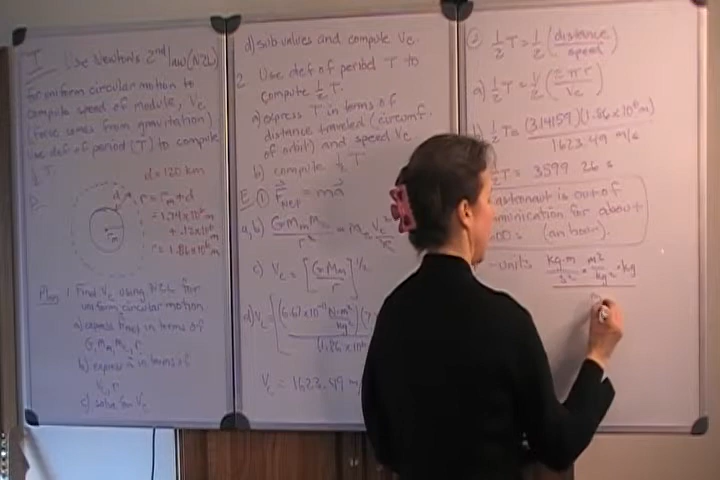 T Use Newton's 2nd law (N2L)
for uniform circular motion to
compute speed of module, Vc
(force comes from gravitation)
Use def of period (T) to compute
½ T.
D
d = 120 km
d
r = rm + d
= 1.74×10⁶ m
+ .12×10⁶ m
r = 1.86×10⁶ m
rm
Plan 1. Find Vc using N2L for
uniform circular motion.
a) express Fnet in terms of
G, Mm, Mc, r
b) express a in terms of
Vc, r
c) solve for Vc
d) sub values and compute Vc.
2 Use def of period T to
compute ½ T.
a) express T in terms of
distance traveled (circumf.
of orbit) and speed Vc
b) compute ½ T
E ① F⃗NET = ma⃗
a,b) G Mm Mc / r² = Mc Vc² / r
c) Vc = [G Mm / r]^1/2
d) Vc = [(6.67×10⁻¹¹ N·m²/kg²)(7.
(1.86×10⁶
Vc = 1623.49 m/
② ½ T = ½ (distance / speed)
a) ½ T = ½ (2πr / Vc)
½ T = (3.14159)(1.86×10⁶ m)
1623.49 m/s
T = 3599.26 s
astronaut is out of
for about
(an hour).
- units kg·m/s² · m²/kg² · kg